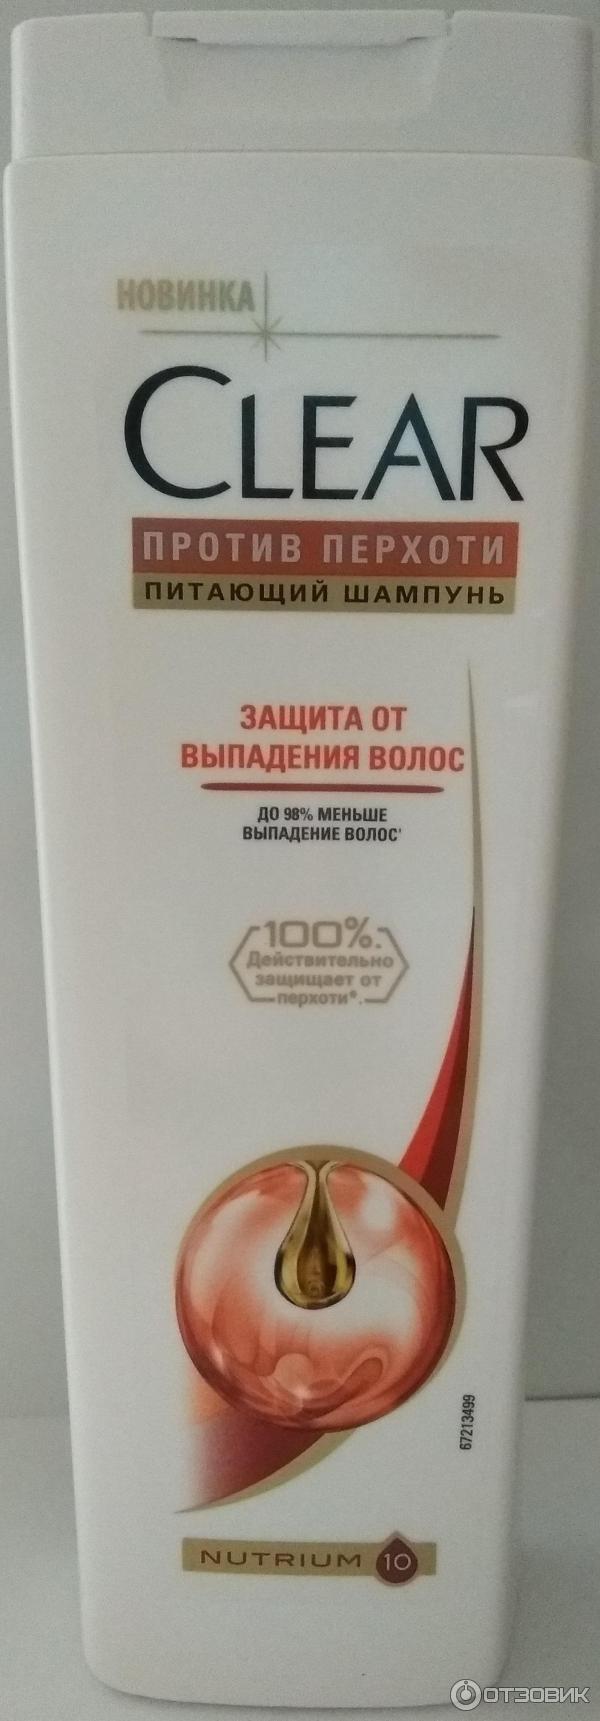 НОВИНКА
CLEAR
ПРОТИВ ПЕРХОТИ
ПИТАЮЩИЙ ШАМПУНЬ
ЗАЩИТА ОТ
ВЫПАДЕНИЯ ВОЛОС
ДО 98% МЕНЬШЕ
ВЫПАДЕНИЕ ВОЛОС¹
100%.
Действительно
защищает от
перхоти*.
67213499
NUTRIUM 10
ОТЗОВИК